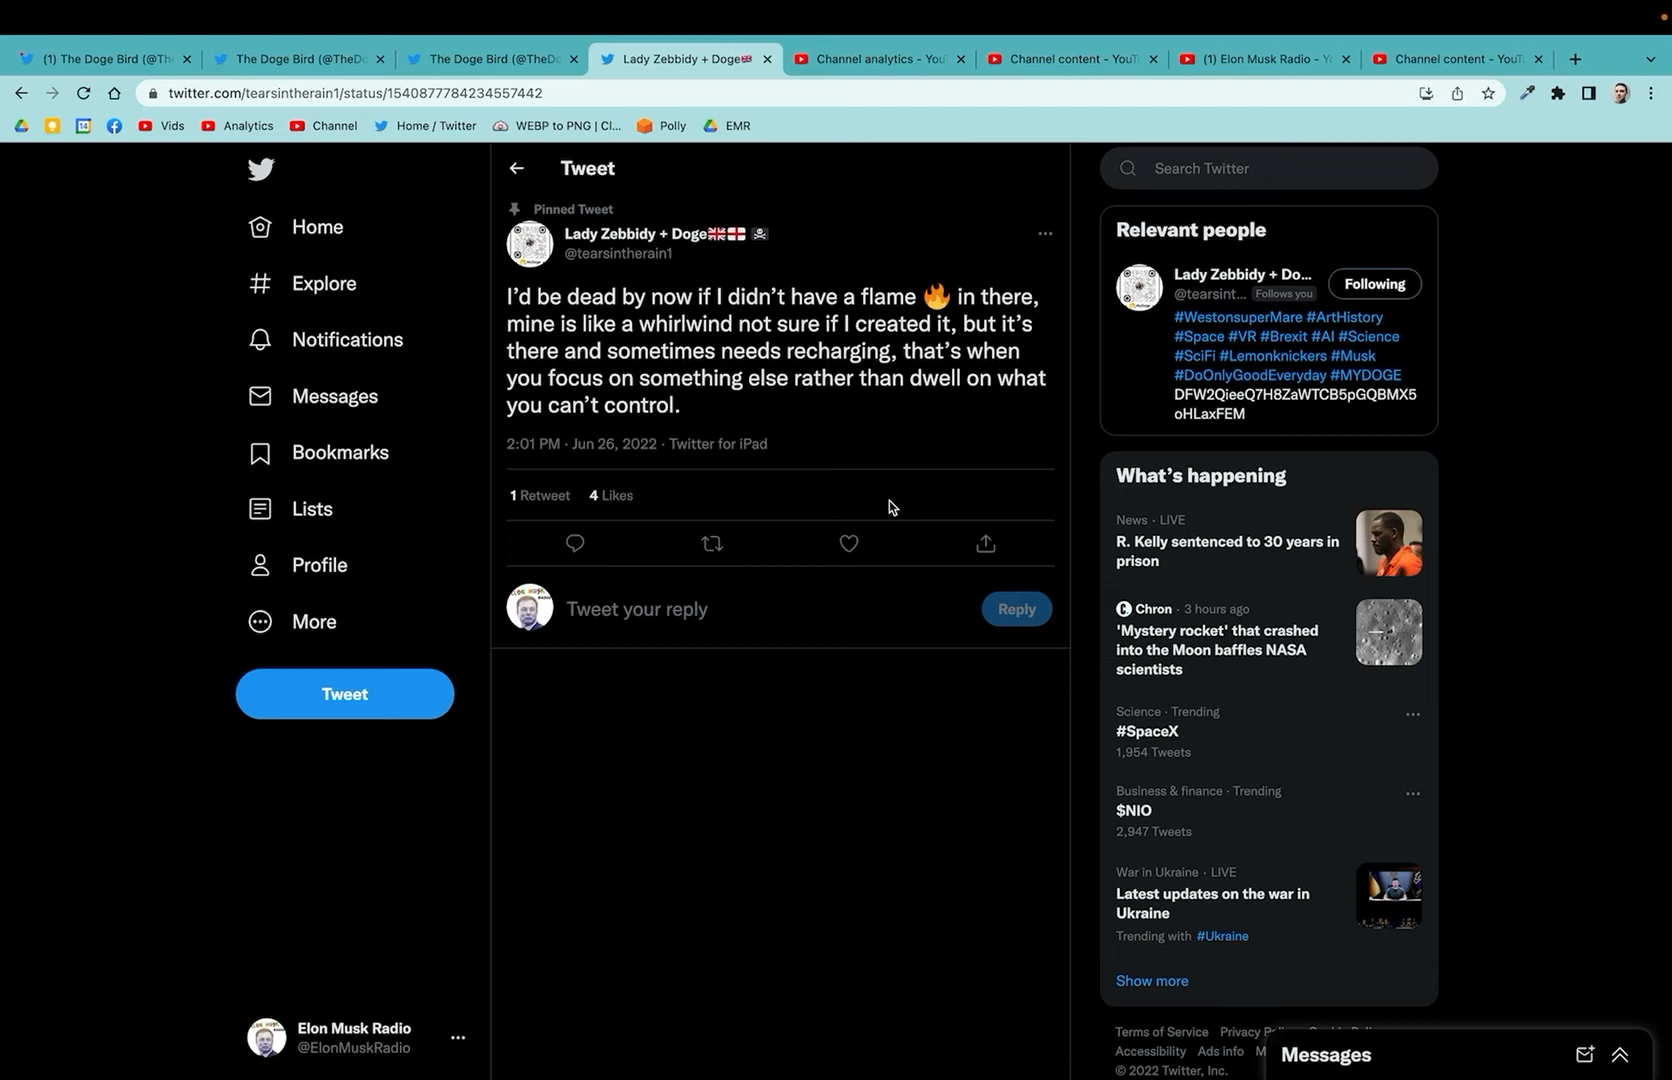 (1) The Doge Bird (@Th
The Doge Bird (@TheDo
The Doge Bird (@TheDo
Lady Zebbidy + Doge🇬🇧
Channel analytics - You
Channel content - YouT
(1) Elon Musk Radio - Yo
Channel content - YouTu
twitter.com/tearsintherain1/status/1540877784234557442
14
Vids
Analytics
Channel
Home / Twitter
WEBP to PNG | Cl...
Polly
EMR
Home
Explore
Notifications
Messages
Bookmarks
Lists
Profile
More
Tweet
Elon Musk Radio
@ElonMuskRadio
Tweet
Pinned Tweet
Lady Zebbidy + Doge🇬🇧🏴󠁧󠁢󠁥󠁮󠁧󠁿 🏴‍☠️
@tearsintherain1
I’d be dead by now if I didn’t have a flame 🔥 in there,
mine is like a whirlwind not sure if I created it, but it’s
there and sometimes needs recharging, that’s when
you focus on something else rather than dwell on what
you can’t control.
2:01 PM · Jun 26, 2022 · Twitter for iPad
1 Retweet 4 Likes
Tweet your reply
Reply
Search Twitter
Relevant people
Lady Zebbidy + Do...
@tearsint... Follows you
Following
#WestonsuperMare #ArtHistory
#Space #VR #Brexit #AI #Science
#SciFi #Lemonknickers #Musk
#DoOnlyGoodEveryday #MYDOGE
DFW2QieeQ7H8ZaWTCB5pGQBMX5
oHLaxFEM
What’s happening
News · LIVE
R. Kelly sentenced to 30 years in
prison
Chron · 3 hours ago
'Mystery rocket' that crashed
into the Moon baffles NASA
scientists
Science · Trending
#SpaceX
1,954 Tweets
Business & finance · Trending
$NIO
2,947 Tweets
War in Ukraine · LIVE
Latest updates on the war in
Ukraine
Trending with #Ukraine
Show more
Terms of Service
Accessibility Ads info
© 2022 Twitter, Inc.
Messages